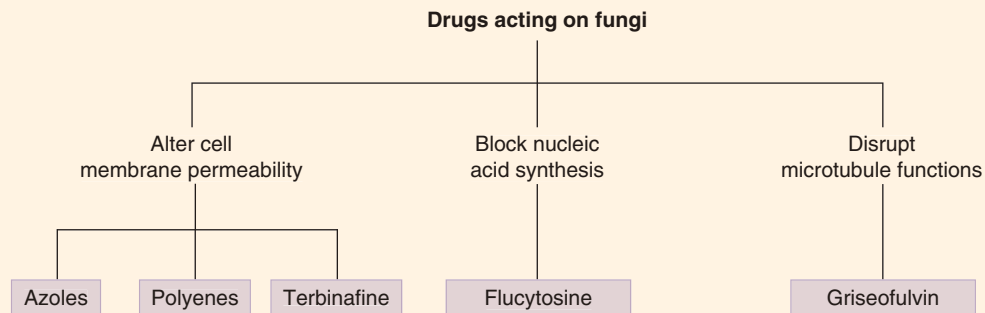 Drugs acting on fungi
Alter cell
membrane permeability
Block nucleic
acid synthesis
Disrupt
microtubule functions
Azoles
Polyenes
Terbinafine
Flucytosine
Griseofulvin